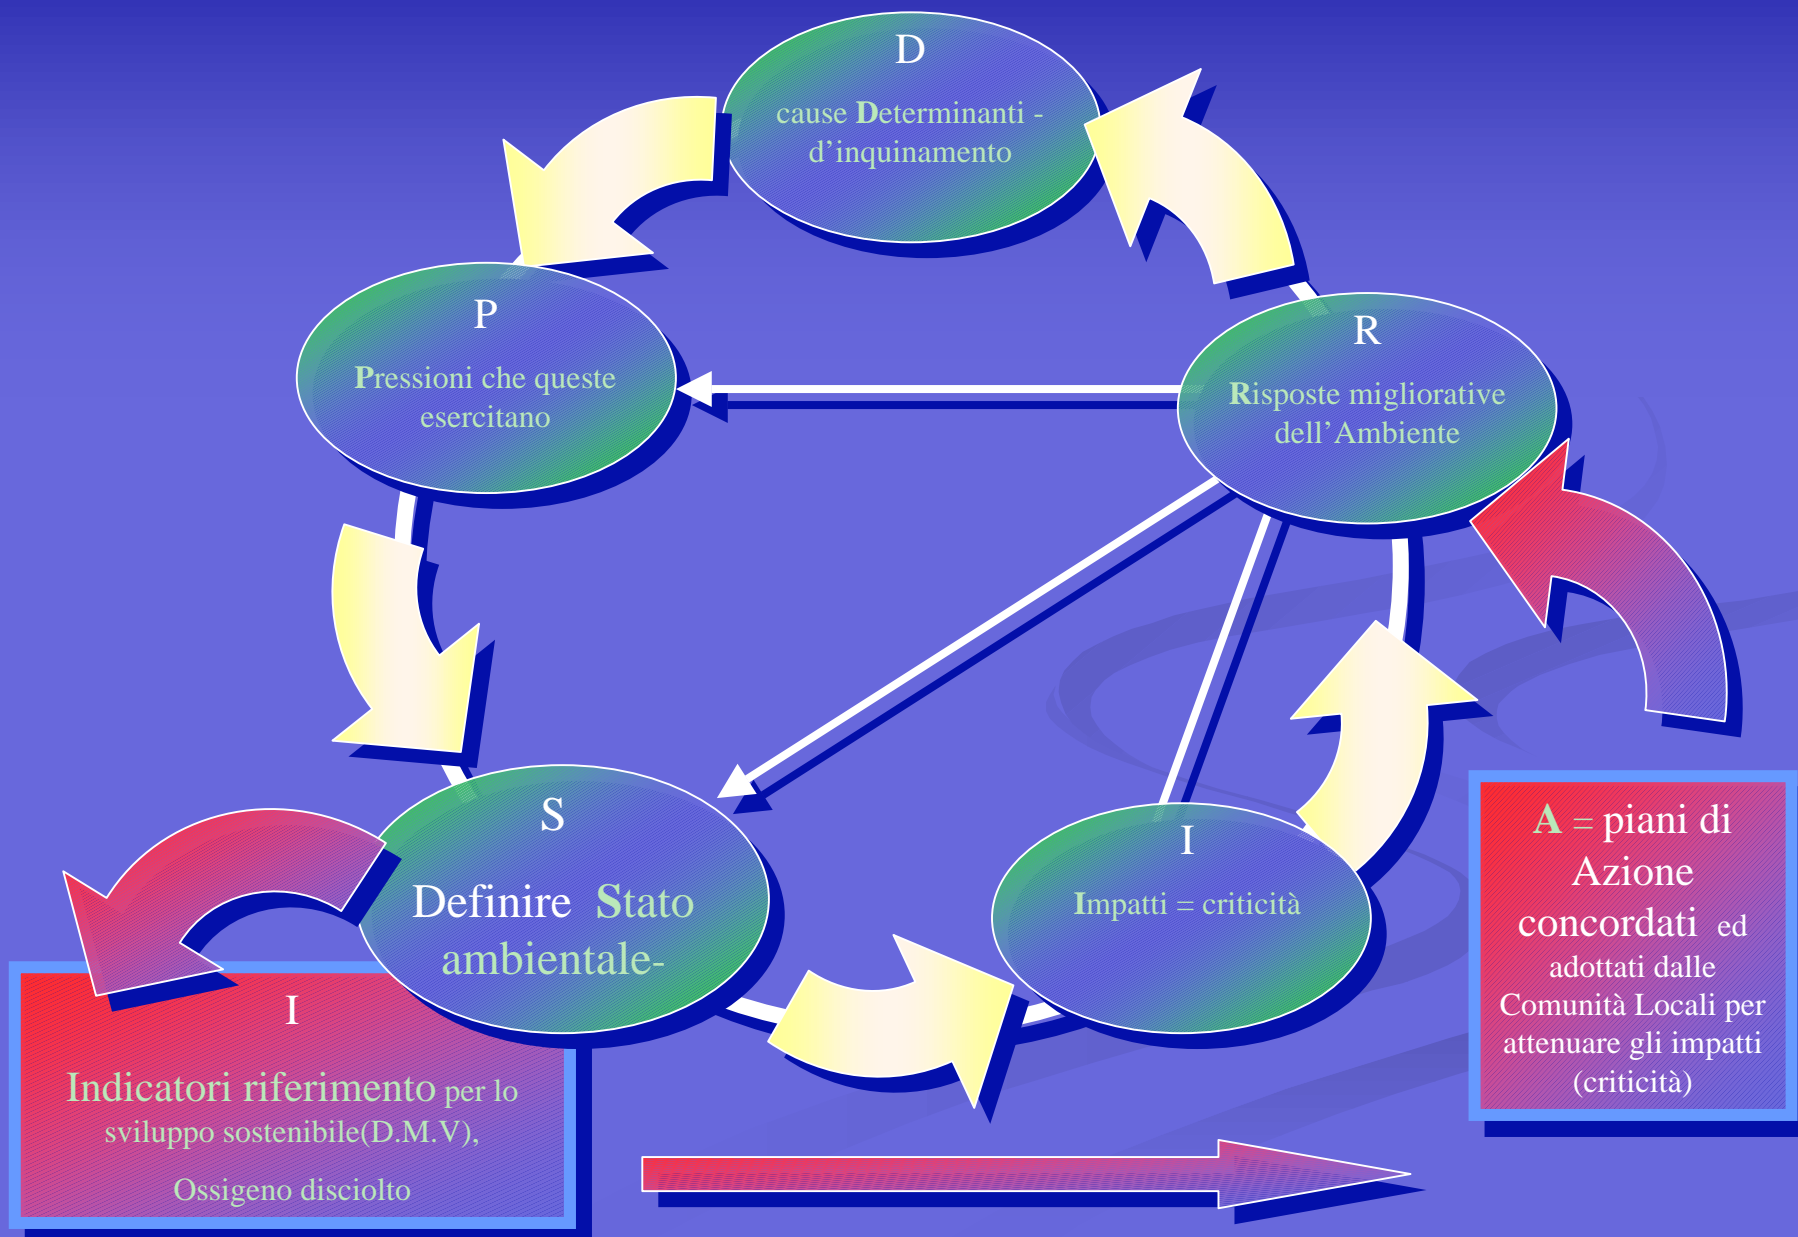 D
cause Determinanti -
d’inquinamento
P
Pressioni che queste
esercitano
R
Risposte migliorative
dell’Ambiente
S
Definire Stato
ambientale-
I
Impatti = criticità
A = piani di
Azione
concordati ed
adottati dalle
Comunità Locali per
attenuare gli impatti
(criticità)
I
Indicatori riferimento per lo
sviluppo sostenibile(D.M.V),
Ossigeno disciolto